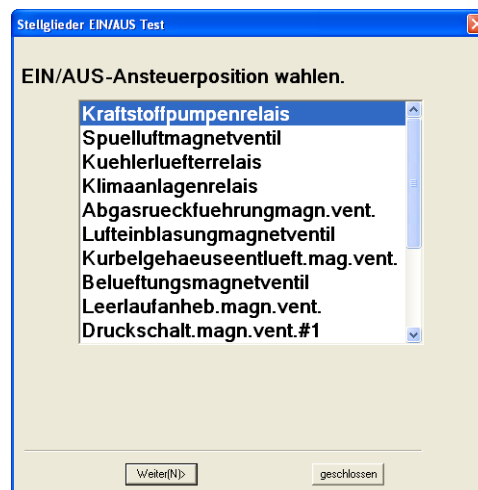 Stellglieder EIN/AUS Test
EIN/AUS-Ansteuerposition wahlen.
Kraftstoffpumpenrelais
Spuelluftmagnetventil
Kuehlerluefterrelais
Klimaanlagenrelais
Abgasrueckfuehrungmagn.vent.
Lufteinblasungmagnetventil
Kurbelgehaeuseentlueft.mag.vent.
Belueftungsmagnetventil
Leerlaufanheb.magn.vent.
Druckschalt.magn.vent.#1
Weiter(N)> geschlossen